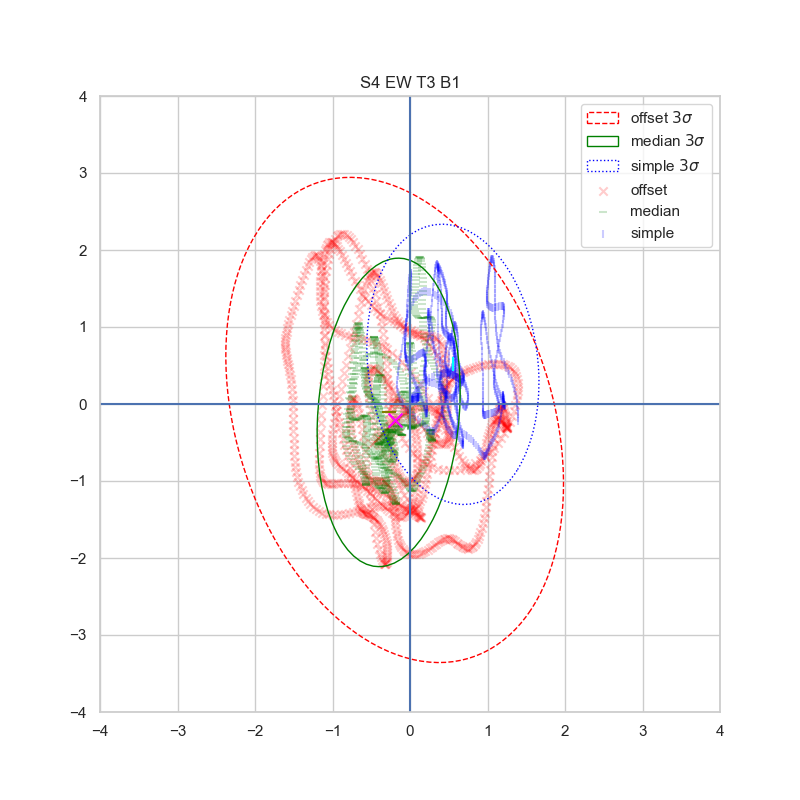 S4 EW T3 B1
offset 3σ
median 3σ
simple 3σ
offset
median
simple
4
3
2
1
0
−1
−2
−3
−4
−4 −3 −2 −1 0 1 2 3 4